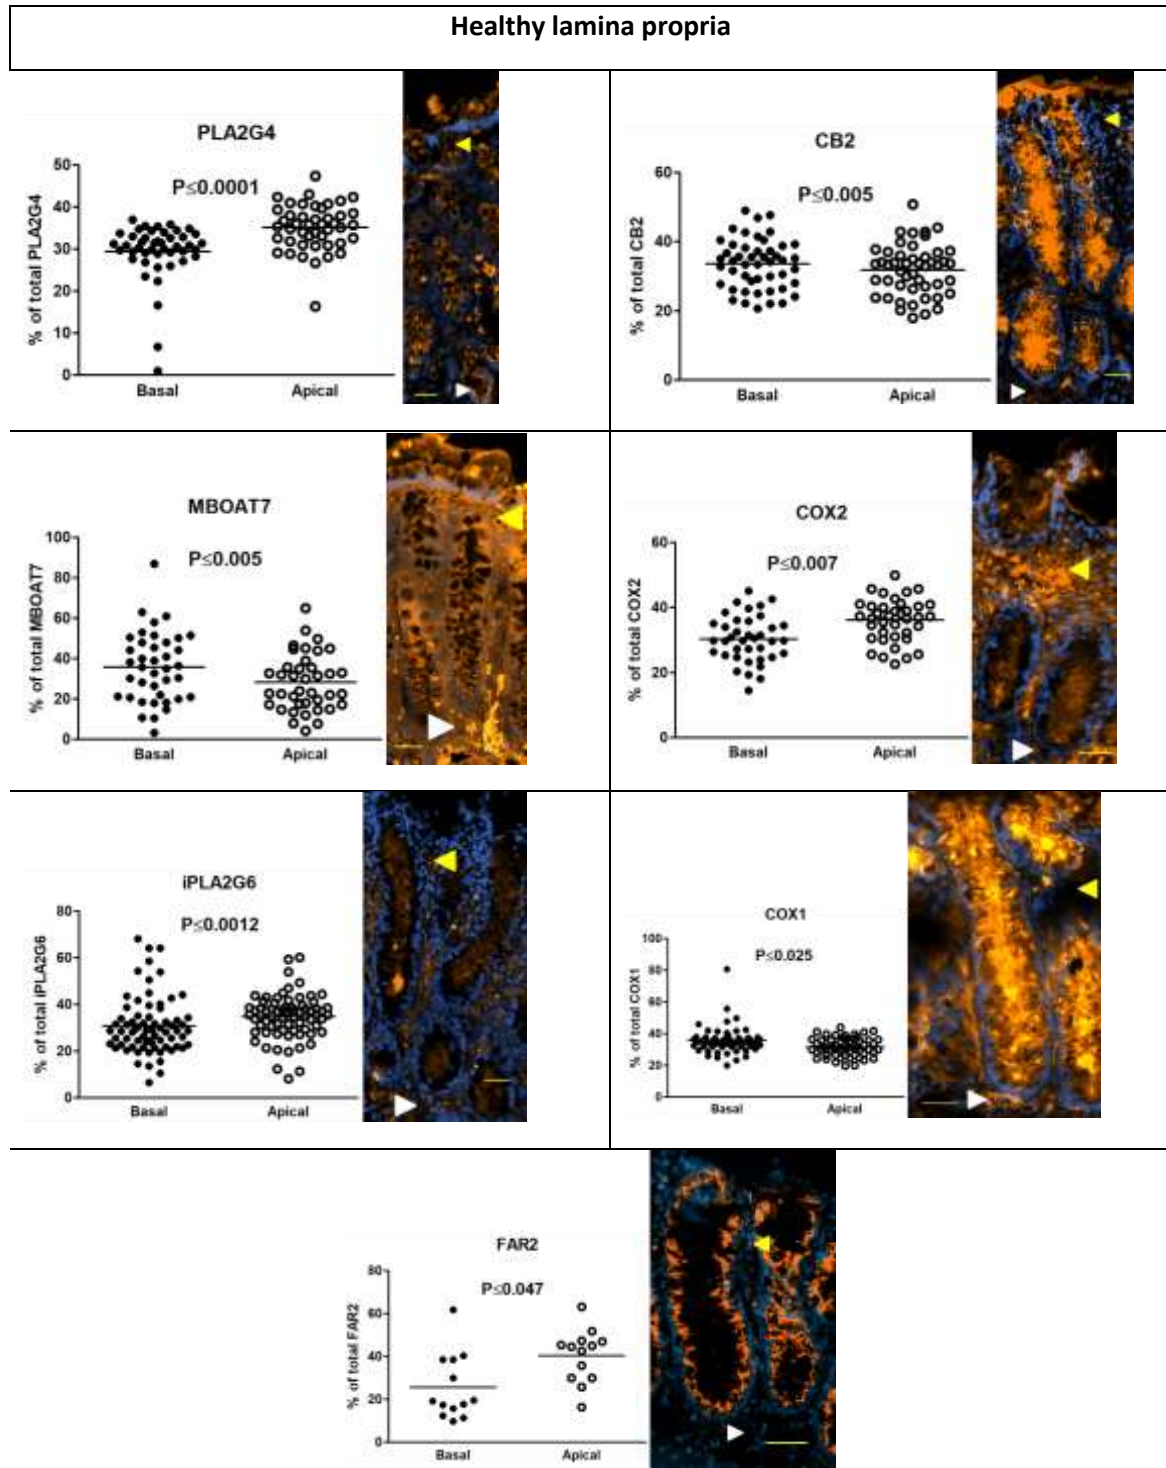 Healthy lamina propria
PLA2G4
P≤0.0001
% of total PLA2G4
50
40
30
20
10
0
Basal
Apical
CB2
P≤0.005
% of total CB2
60
40
20
0
Basal
Apical
MBOAT7
P≤0.005
% of total MBOAT7
100
80
60
40
20
0
Basal
Apical
COX2
P≤0.007
% of total COX2
60
40
20
0
Basal
Apical
iPLA2G6
P≤0.0012
% of total iPLA2G6
80
60
40
20
0
Basal
Apical
COX1
P≤0.025
% of total COX1
100
80
60
40
20
0
Basal
Apical
FAR2
P≤0.047
% of total FAR2
80
60
40
20
0
Basal
Apical